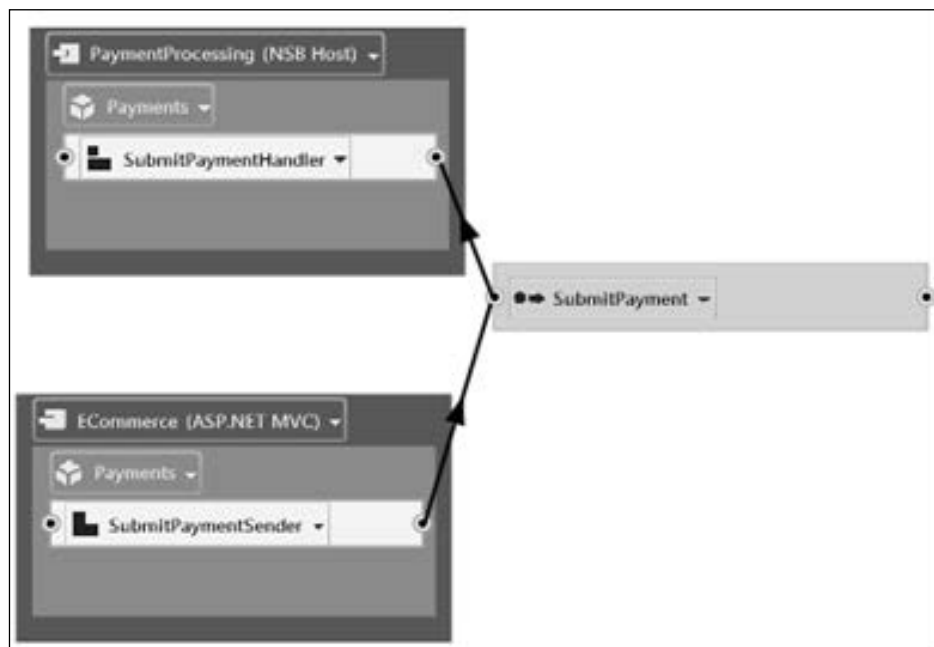 PaymentProcessing (NSB Host)
Payments
SubmitPaymentHandler
SubmitPayment
ECommerce (ASP.NET MVC)
Payments
SubmitPaymentSender